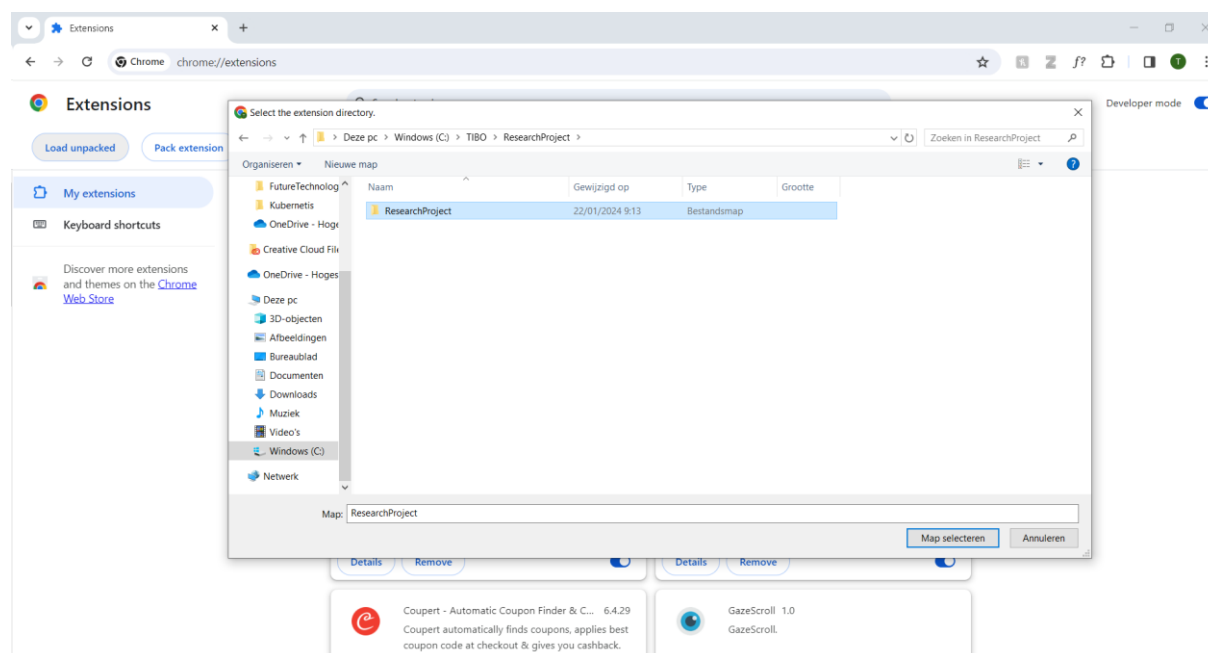 Extensions
Chrome chrome://extensions
f?
T
Extensions
Developer mode
Load unpacked
Pack extension
My extensions
Keyboard shortcuts
Discover more extensions
and themes on the Chrome
Web Store
Select the extension directory.
Deze pc > Windows (C:) > TIBO > ResearchProject >
Zoeken in ResearchProject
Organiseren
Nieuwe map
FutureTechnolog
Kubernetis
OneDrive - Hoge
Creative Cloud File
OneDrive - Hoges
Deze pc
3D-objecten
Afbeeldingen
Bureaublad
Documenten
Downloads
Muziek
Video's
Windows (C:)
Netwerk
Naam Gewijzigd op Type Grootte
ResearchProject 22/01/2024 9:13 Bestandsmap
Map: ResearchProject
Map selecteren
Annuleren
Details Remove
Details Remove
Coupert - Automatic Coupon Finder & C... 6.4.29
Coupert automatically finds coupons, applies best
coupon code at checkout & gives you cashback.
GazeScroll 1.0
GazeScroll.